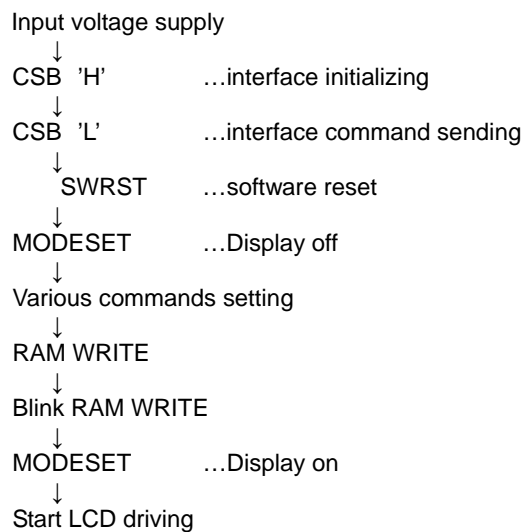 Input voltage supply
↓
CSB 'H' …interface initializing
↓
CSB 'L' …interface command sending
↓
SWRST …software reset
↓
MODESET …Display off
↓
Various commands setting
↓
RAM WRITE
↓
Blink RAM WRITE
↓
MODESET …Display on
↓
Start LCD driving